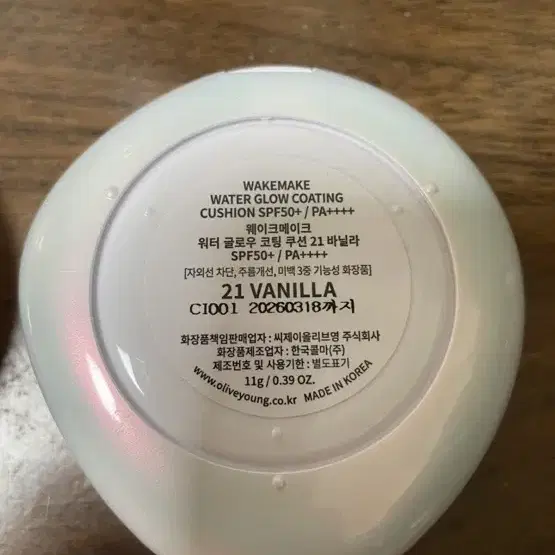 WAKEMAKE
WATER GLOW COATING
CUSHION SPF50+ / PA++++
웨이크메이크
워터 글로우 코팅 쿠션 21 바닐라
SPF50+ / PA++++
[자외선 차단, 주름개선, 미백 3중 기능성 화장품]
21 VANILLA
CI001 20260318까지
화장품책임판매업자 : 씨제이올리브영 주식회사
화장품제조업자 : 한국콜마(주)
제조번호 및 사용기한 : 별도표기
11g / 0.39 OZ.
www.oliveyoung.co.kr MADE IN KOREA